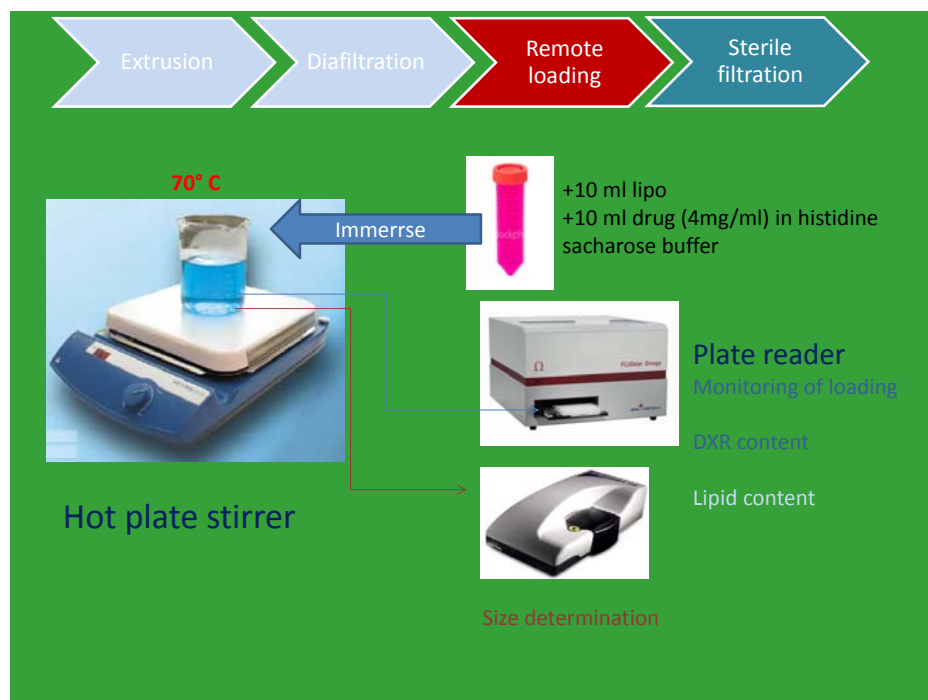 Extrusion
Diafiltration
Remote
loading
Sterile
filtration
70° C
Immerrse
+10 ml lipo
+10 ml drug (4mg/ml) in histidine
sacharose buffer
Plate reader
Monitoring of loading
DXR content
Lipid content
Hot plate stirrer
Size determination